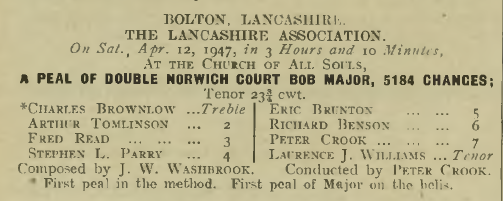 BOLTON, LANCASHIRE.
THE LANCASHIRE ASSOCIATION.
On Sat., Apr. 12, 1947, in 3 Hours and 10 Minutes,
AT THE CHURCH OF ALL SOULS,
A PEAL OF DOUBLE NORWICH COURT BOB MAJOR, 5184 CHANGES;
Tenor 23¾ cwt.
*CHARLES BROWNLOW ...Treble
ARTHUR TOMLINSON ... 2
FRED READ ... ... ... 3
STEPHEN L. PARRY ... 4
ERIC BRUNTON ... ... 5
RICHARD BENSON ... ... 6
PETER CROOK ... ... ... 7
LAURENCE J. WILLIAMS ... Tenor
Composed by J. W. WASHBROOK. Conducted by PETER CROOK.
* First peal in the method. First peal of Major on the bells.